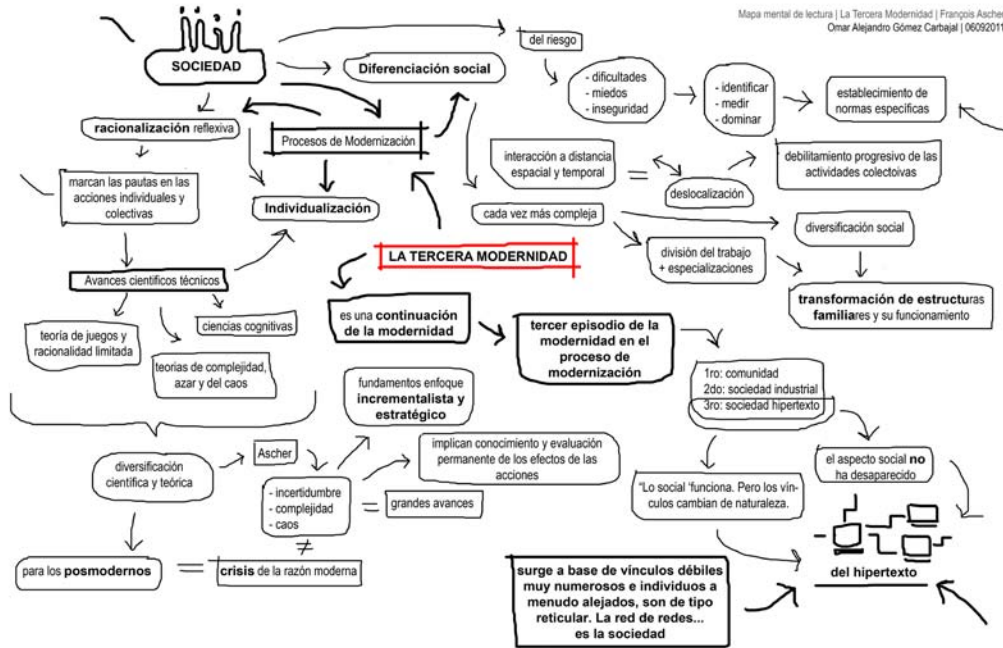 Mapa mental de lectura | La Tercera Modernidad | François Ascher
Omar Alejandro Gómez Carbajal | 06092011
SOCIEDAD
Diferenciación social
del riesgo
- dificultades
- miedos
- inseguridad
- identificar
- medir
- dominar
establecimiento de
normas especificas
racionalización reflexiva
Procesos de Modernización
interacción a distancia
espacial y temporal
=
deslocalización
debilitamiento progresivo de las
actividades colectoivas
marcan las pautas en las
acciones individuales y
colectivas
Individualización
cada vez más compleja
diversificación social
división del trabajo
+ especializaciones
LA TERCERA MODERNIDAD
Avances cientificos técnicos
transformación de estructuras
familiares y su funcionamiento
es una continuación
de la modernidad
ciencias cognitivas
teoría de juegos y
racionalidad limitada
teorias de complejidad,
azar y del caos
tercer episodio de la
modernidad en el
proceso de
modernización
1ro: comunidad
2do: sociedad industrial
3ro: sociedad hipertexto
fundamentos enfoque
incrementalista y
estratégico
implican conocimiento y evaluación
permanente de los efectos de las
acciones
diversificación
científica y teórica
Ascher
- incertidumbre
- complejidad
- caos
=
grandes avances
el aspecto social no
ha desaparecido
"Lo social 'funciona. Pero los vín-
culos cambian de naturaleza.
≠
para los posmodernos
=
crisis de la razón moderna
del hipertexto
surge a base de vínculos débiles
muy numerosos e individuos a
menudo alejados, son de tipo
reticular. La red de redes...
es la sociedad